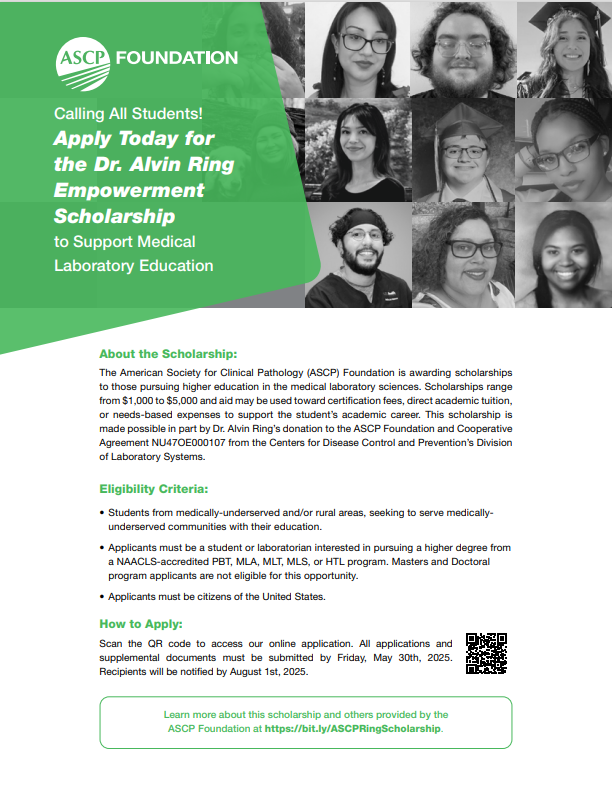 ASCP FOUNDATION
Calling All Students!
Apply Today for
the Dr. Alvin Ring
Empowerment
Scholarship
to Support Medical
Laboratory Education
About the Scholarship:
The American Society for Clinical Pathology (ASCP) Foundation is awarding scholarships
to those pursuing higher education in the medical laboratory sciences. Scholarships range
from $1,000 to $5,000 and aid may be used toward certification fees, direct academic tuition,
or needs-based expenses to support the student's academic career. This scholarship is
made possible in part by Dr. Alvin Ring's donation to the ASCP Foundation and Cooperative
Agreement NU47OE000107 from the Centers for Disease Control and Prevention's Division
of Laboratory Systems.
Eligibility Criteria:
• Students from medically-underserved and/or rural areas, seeking to serve medically-
underserved communities with their education.
• Applicants must be a student or laboratorian interested in pursuing a higher degree from
a NAACLS-accredited PBT, MLA, MLT, MLS, or HTL program. Masters and Doctoral
program applicants are not eligible for this opportunity.
• Applicants must be citizens of the United States.
How to Apply:
Scan the QR code to access our online application. All applications and
supplemental documents must be submitted by Friday, May 30th, 2025.
Recipients will be notified by August 1st, 2025.
Learn more about this scholarship and others provided by the
ASCP Foundation at https://bit.ly/ASCPRingScholarship.